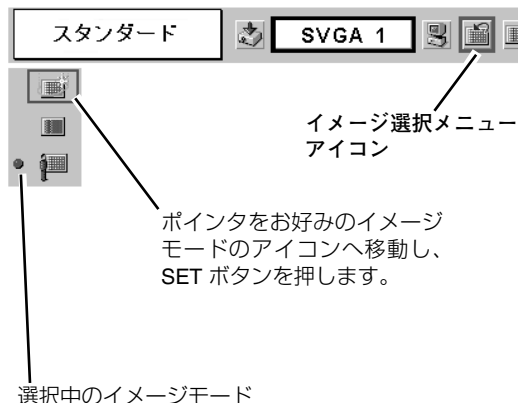 スタンダード
SVGA 1
イメージ選択メニュー
アイコン
ポインタをお好みのイメージ
モードのアイコンへ移動し、
SET ボタンを押します。
選択中のイメージモード